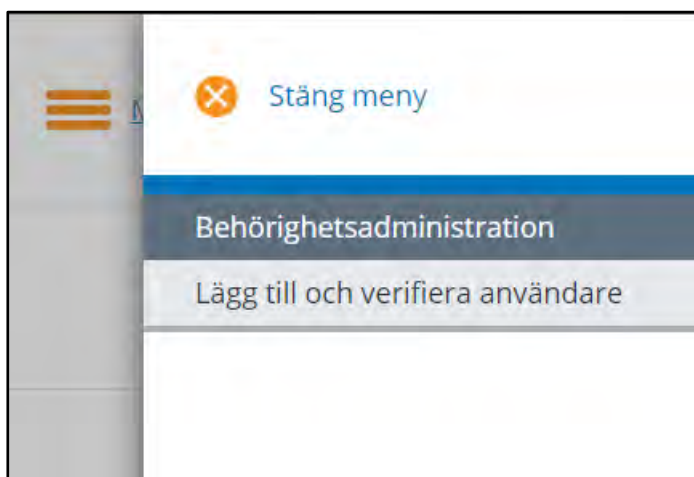 Stäng meny
Behörighetsadministration
Lägg till och verifiera användare